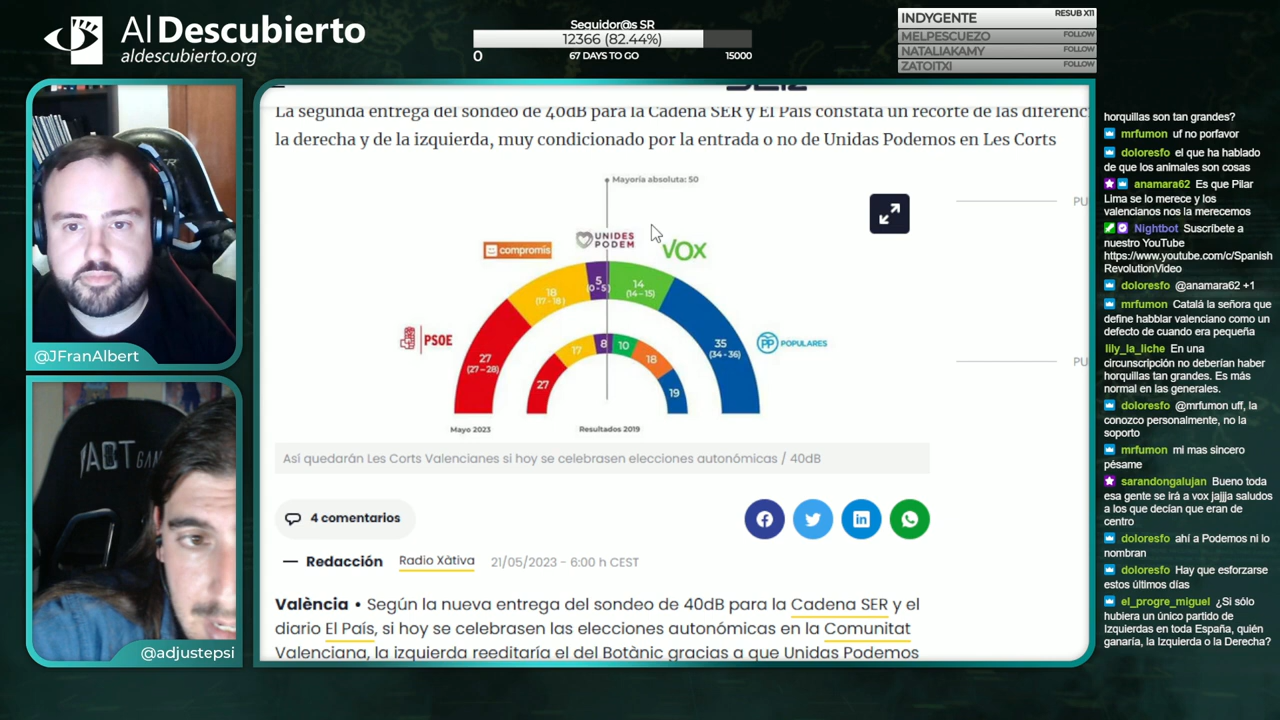 Al Descubierto
aldescubierto.org
Seguidor@s SR
12366 (82.44%)
0
67 DAYS TO GO
15000
INDYGENTE
RESUB X11
MELPESCUEZO
FOLLOW
NATALIAKAMY
FOLLOW
ZATOITXI
FOLLOW
@JFranAlbert
@adjustepsi
La segunda entrega del sondeo de 40dB para la Cadena SER y El País constata un recorte de las diferenci
la derecha y de la izquierda, muy condicionado por la entrada o no de Unidas Podemos en Les Corts
Mayoría absoluta: 50
PU
compromís
UNIDES
PODEM
VOX
PSOE
POPULARES
PP
27
(27–28)
18
(17-18)
5
(0-5)
14
(14–15)
35
(34-36)
27
17
8
10
18
19
Mayo 2023
Resultados 2019
PU
Así quedarán Les Corts Valencianes si hoy se celebrasen elecciones autonómicas / 40dB
4 comentarios
Redacción Radio Xàtiva 21/05/2023 - 6:00 h CEST
València • Según la nueva entrega del sondeo de 40dB para la Cadena SER y el
diario El País, si hoy se celebrasen las elecciones autonómicas en la Comunitat
Valenciana, la izquierda reeditaría el del Botànic gracias a que Unidas Podemos
horquillas son tan grandes?
mrfumon uf no porfavor
doloresfo el que ha hablado
de que los animales son cosas
anamara62 Es que Pilar
Lima se lo merece y los
valencianos nos la merecemos
Nightbot Suscríbete a
nuestro YouTube
https://www.youtube.com/c/Spanish
RevolutionVideo
doloresfo @anamara62 +1
mrfumon Catalá la señora que
define habblar valenciano como un
defecto de cuando era pequeña
lily_la_liche En una
circunscripción no deberían haber
horquillas tan grandes. Es más
normal en las generales.
doloresfo @mrfumon uff, la
conozco personalmente, no la
soporto
mrfumon mi mas sincero
pésame
sarandongalujan Bueno toda
esa gente se irá a vox jajjja saludos
a los que decían que eran de
centro
doloresfo ahí a Podemos ni lo
nombran
doloresfo Hay que esforzarse
estos últimos días
el_progre_miguel ¿Si sólo
hubiera un único partido de
Izquierdas en toda España, quién
ganaría, la Izquierda o la Derecha?